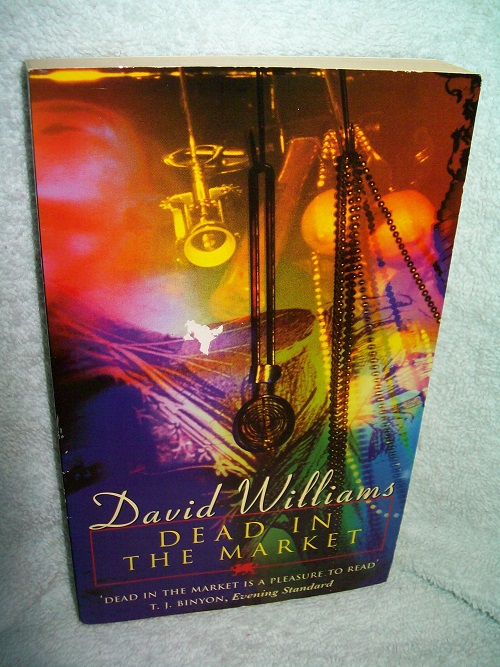 David Williams
DEAD IN
THE MARKET
'DEAD IN THE MARKET IS A PLEASURE TO READ'
T. J. BINYON, Evening Standard